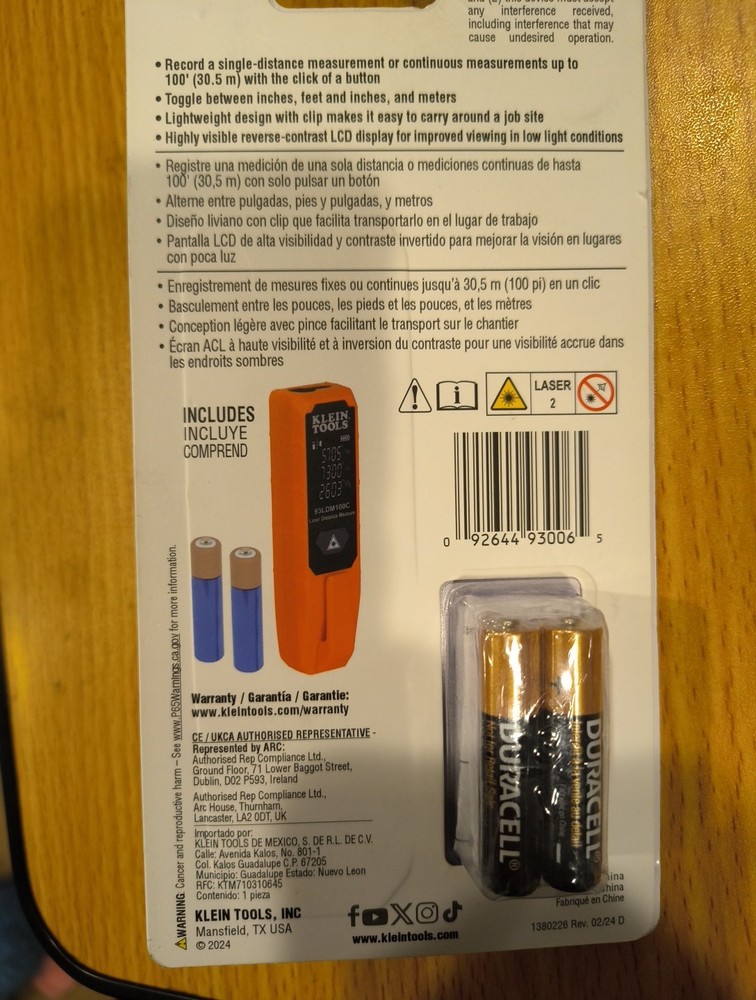 any interference received,
including interference that may
cause undesired operation.
• Record a single-distance measurement or continuous measurements up to
100' (30.5 m) with the click of a button
• Toggle between inches, feet and inches, and meters
• Lightweight design with clip makes it easy to carry around a job site
• Highly visible reverse-contrast LCD display for improved viewing in low light conditions
• Registre una medición de una sola distancia o mediciones continuas de hasta
100' (30,5 m) con solo pulsar un botón
• Alterne entre pulgadas, pies y pulgadas, y metros
• Diseño liviano con clip que facilita transportarlo en el lugar de trabajo
• Pantalla LCD de alta visibilidad y contraste invertido para mejorar la visión en lugares
con poca luz
• Enregistrement de mesures fixes ou continues jusqu'à 30,5 m (100 pi) en un clic
• Basculement entre les pouces, les pieds et les pouces, et les mètres
• Conception légère avec pince facilitant le transport sur le chantier
• Écran ACL à haute visibilité et à inversion du contraste pour une visibilité accrue dans
les endroits sombres
INCLUDES
INCLUYE
COMPREND
KLEIN
TOOLS
5.705
7.300
2.603
93LDM100C
Laser Distance Measure
LASER
2
0 92644 93006 5
WARNING: Cancer and reproductive harm – See www.P65Warnings.ca.gov for more information.
Warranty / Garantía / Garantie:
www.kleintools.com/warranty
CE / UKCA AUTHORISED REPRESENTATIVE -
Represented by ARC:
Authorised Rep Compliance Ltd.,
Ground Floor, 71 Lower Baggot Street,
Dublin, D02 P593, Ireland
Authorised Rep Compliance Ltd.,
Arc House, Thurnham,
Lancaster, LA2 0DT, UK
Importado por:
KLEIN TOOLS DE MEXICO, S. DE R.L. DE C.V.
Calle: Avenida Kalos, No. 801-1
Col. Kalos Guadalupe C.P. 67205
Municipio: Guadalupe Estado: Nuevo Leon
RFC: KTM710310645
Contenido: 1 pieza
KLEIN TOOLS, INC
Mansfield, TX USA
© 2024
www.kleintools.com
DURACELL®
Not for Retail Sale
DURACELL®
vente au détail
Fabriqué en Chine
1380226 Rev. 02/24 D